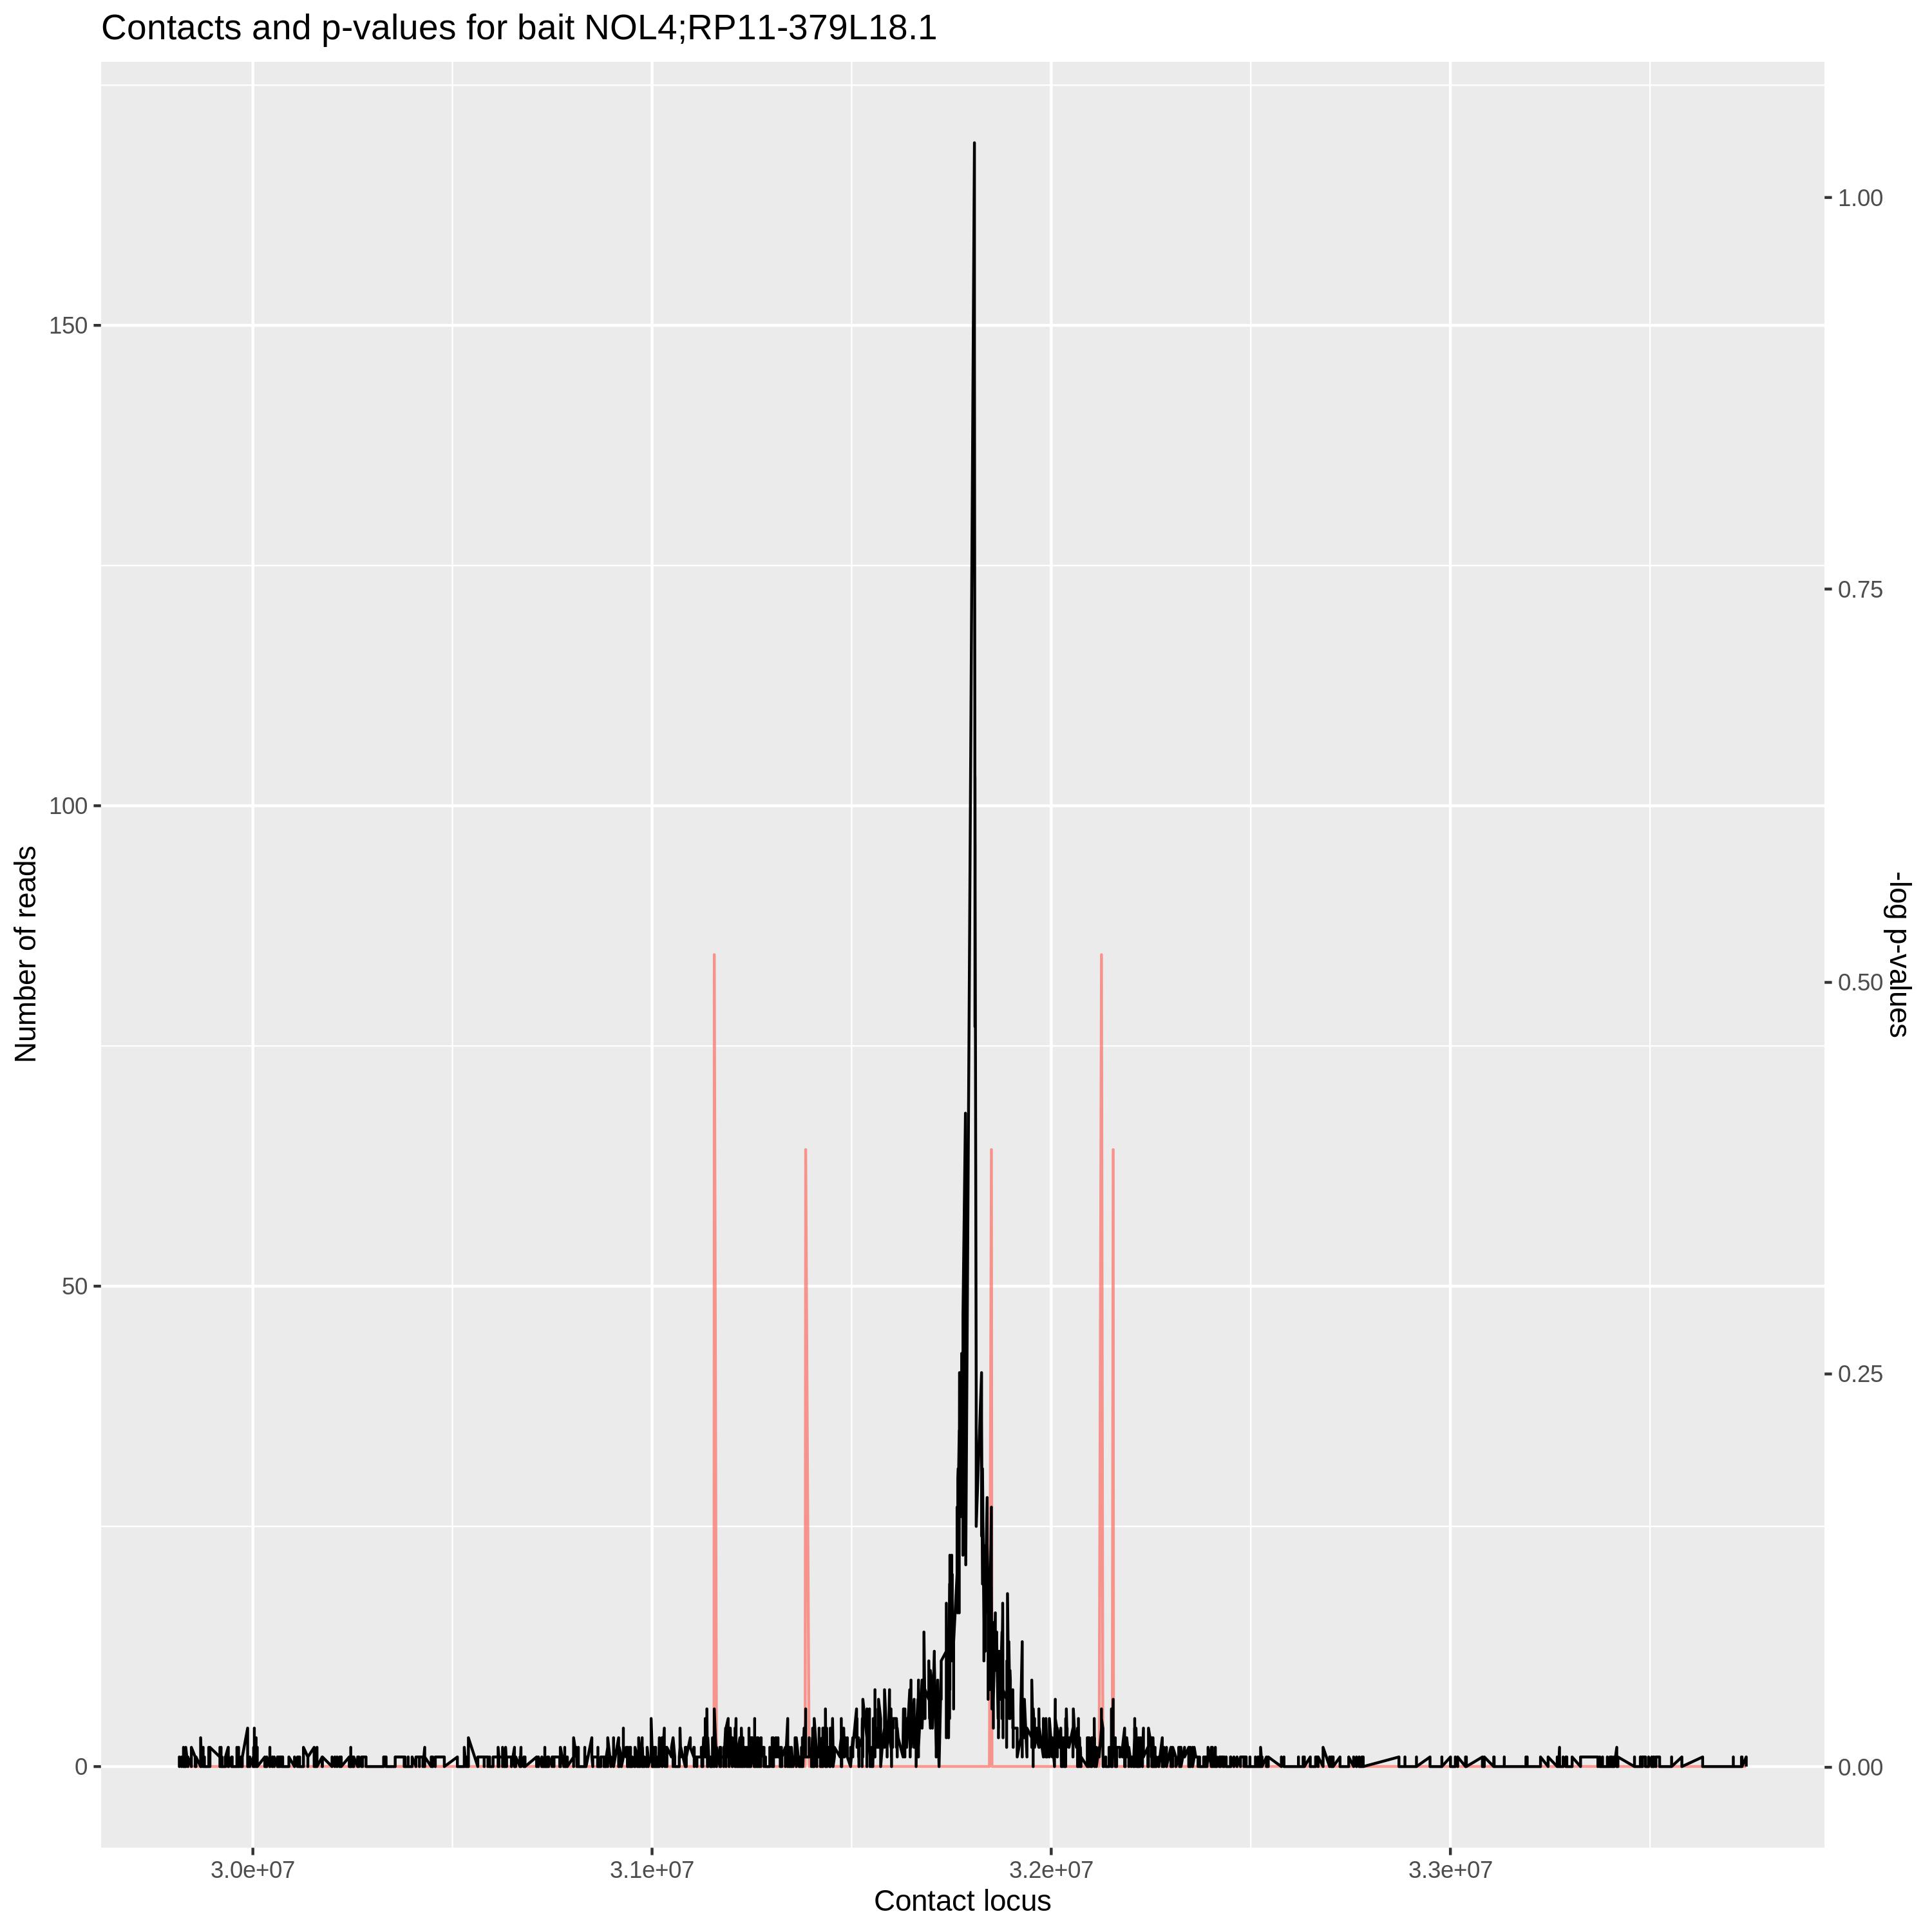 Contacts and p-values for bait NOL4;RP11-379L18.1
Number of reads
150
100
50
0
1.00
0.75
0.50
0.25
0.00
-log p-values
3.0e+07
3.1e+07
3.2e+07
3.3e+07
Contact locus